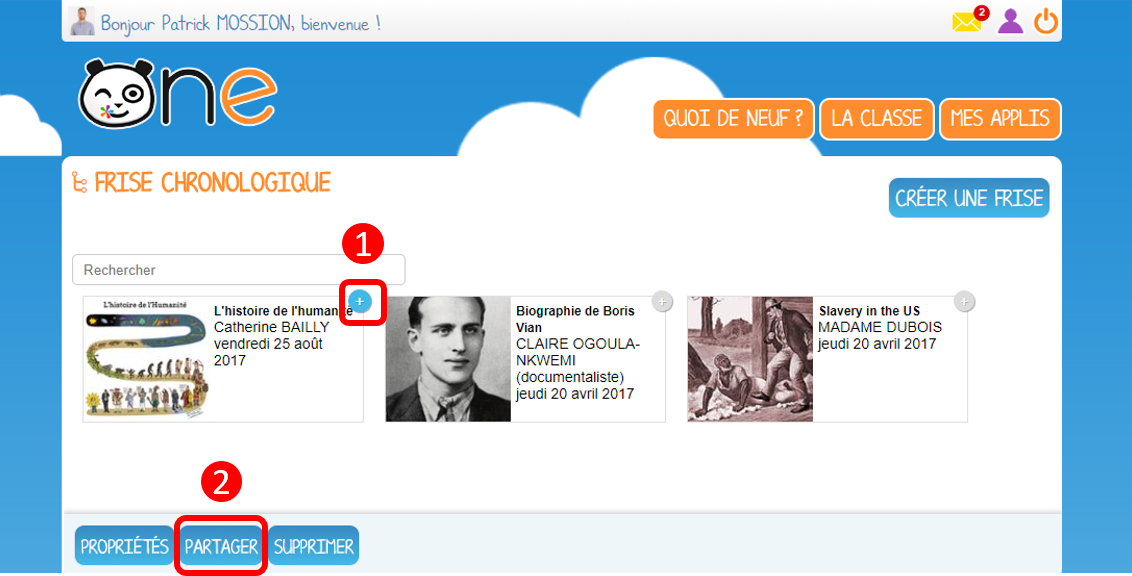 Bonjour Patrick MOSSION, bienvenue !
2
One
QUOI DE NEUF ?
LA CLASSE
MES APPLIS
FRISE CHRONOLOGIQUE
CRÉER UNE FRISE
1
Rechercher
L'histoire de l'Humanité
L'histoire de l'humanité
Catherine BAILLY
vendredi 25 août
2017
+
Biographie de Boris
Vian
CLAIRE OGOULA-
NKWEMI
(documentaliste)
jeudi 20 avril 2017
+
Slavery in the US
MADAME DUBOIS
jeudi 20 avril 2017
+
2
PROPRIÉTÉS
PARTAGER
SUPPRIMER